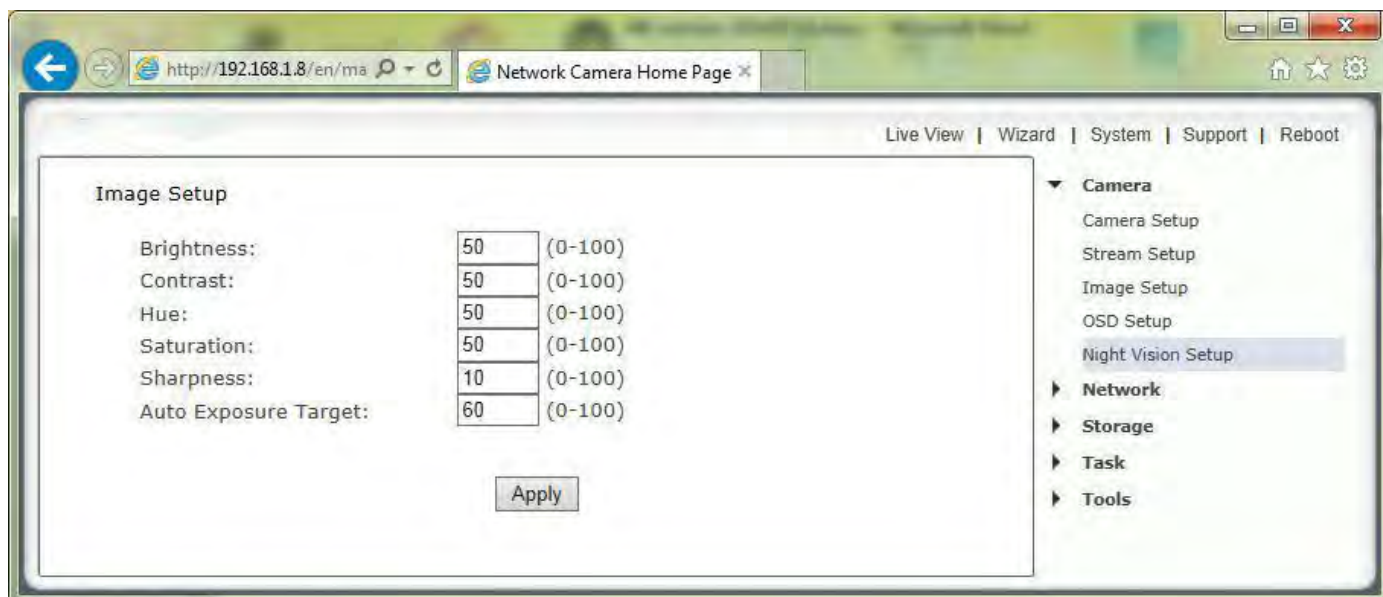 http://192.168.1.8/en/ma
Network Camera Home Page
Live View | Wizard | System | Support | Reboot
Image Setup
Brightness: 50 (0-100)
Contrast: 50 (0-100)
Hue: 50 (0-100)
Saturation: 50 (0-100)
Sharpness: 10 (0-100)
Auto Exposure Target: 60 (0-100)
Apply
Camera
Camera Setup
Stream Setup
Image Setup
OSD Setup
Night Vision Setup
Network
Storage
Task
Tools